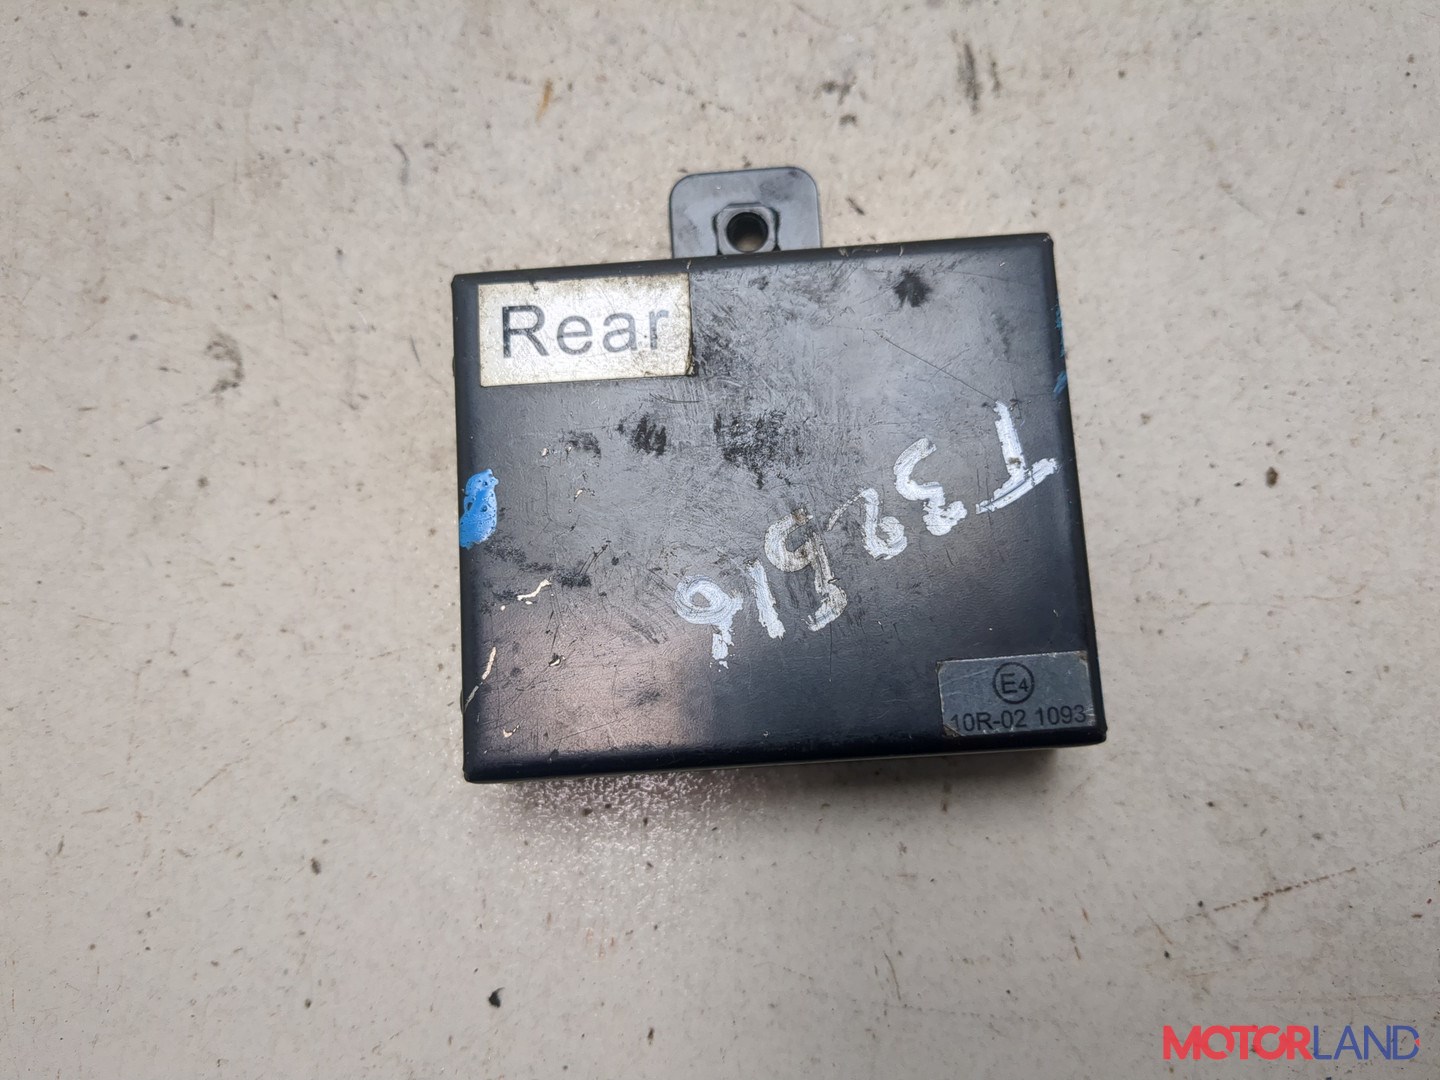 Rear
T32516
E4
10R-02 1093
MOTORLAND